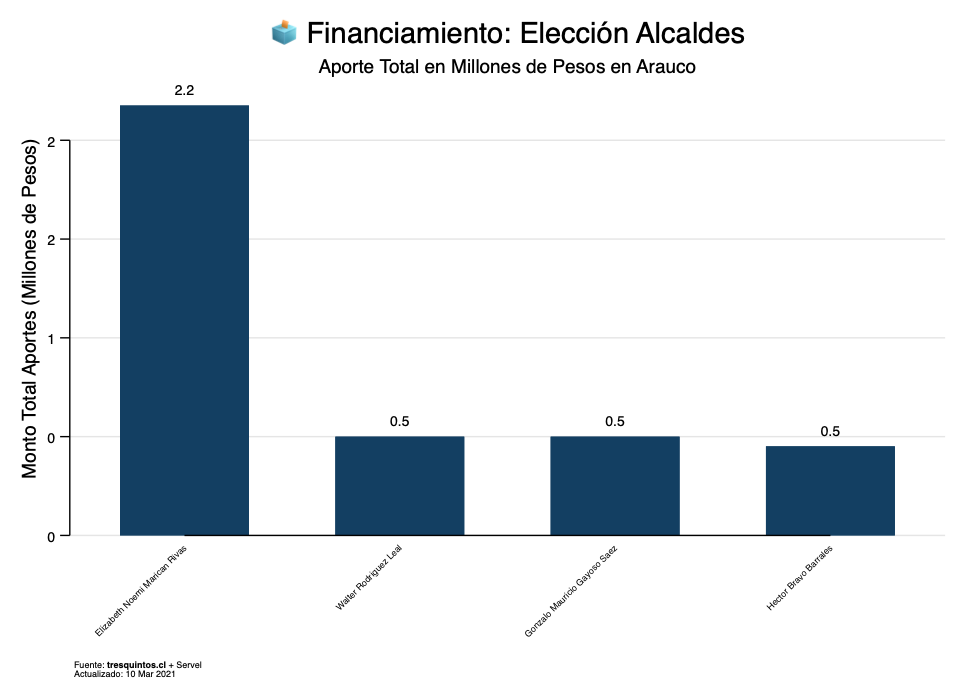 Financiamiento: Elección Alcaldes
Aporte Total en Millones de Pesos en Arauco
Monto Total Aportes (Millones de Pesos)
2
2
1
0
0
2.2
0.5
0.5
0.5
Elizabeth Noemi Marican Rivas
Walter Rodriguez Leal
Gonzalo Mauricio Gayoso Saez
Hector Bravo Barrales
Fuente: tresquintos.cl + Servel
Actualizado: 10 Mar 2021